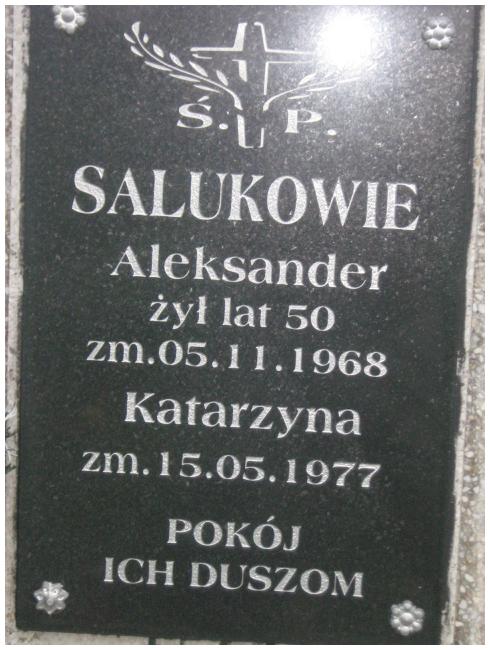 Ś. P.
SALUKOWIE
Aleksander
żył lat 50
zm.05.11.1968
Katarzyna
zm.15.05.1977
POKÓJ
ICH DUSZOM